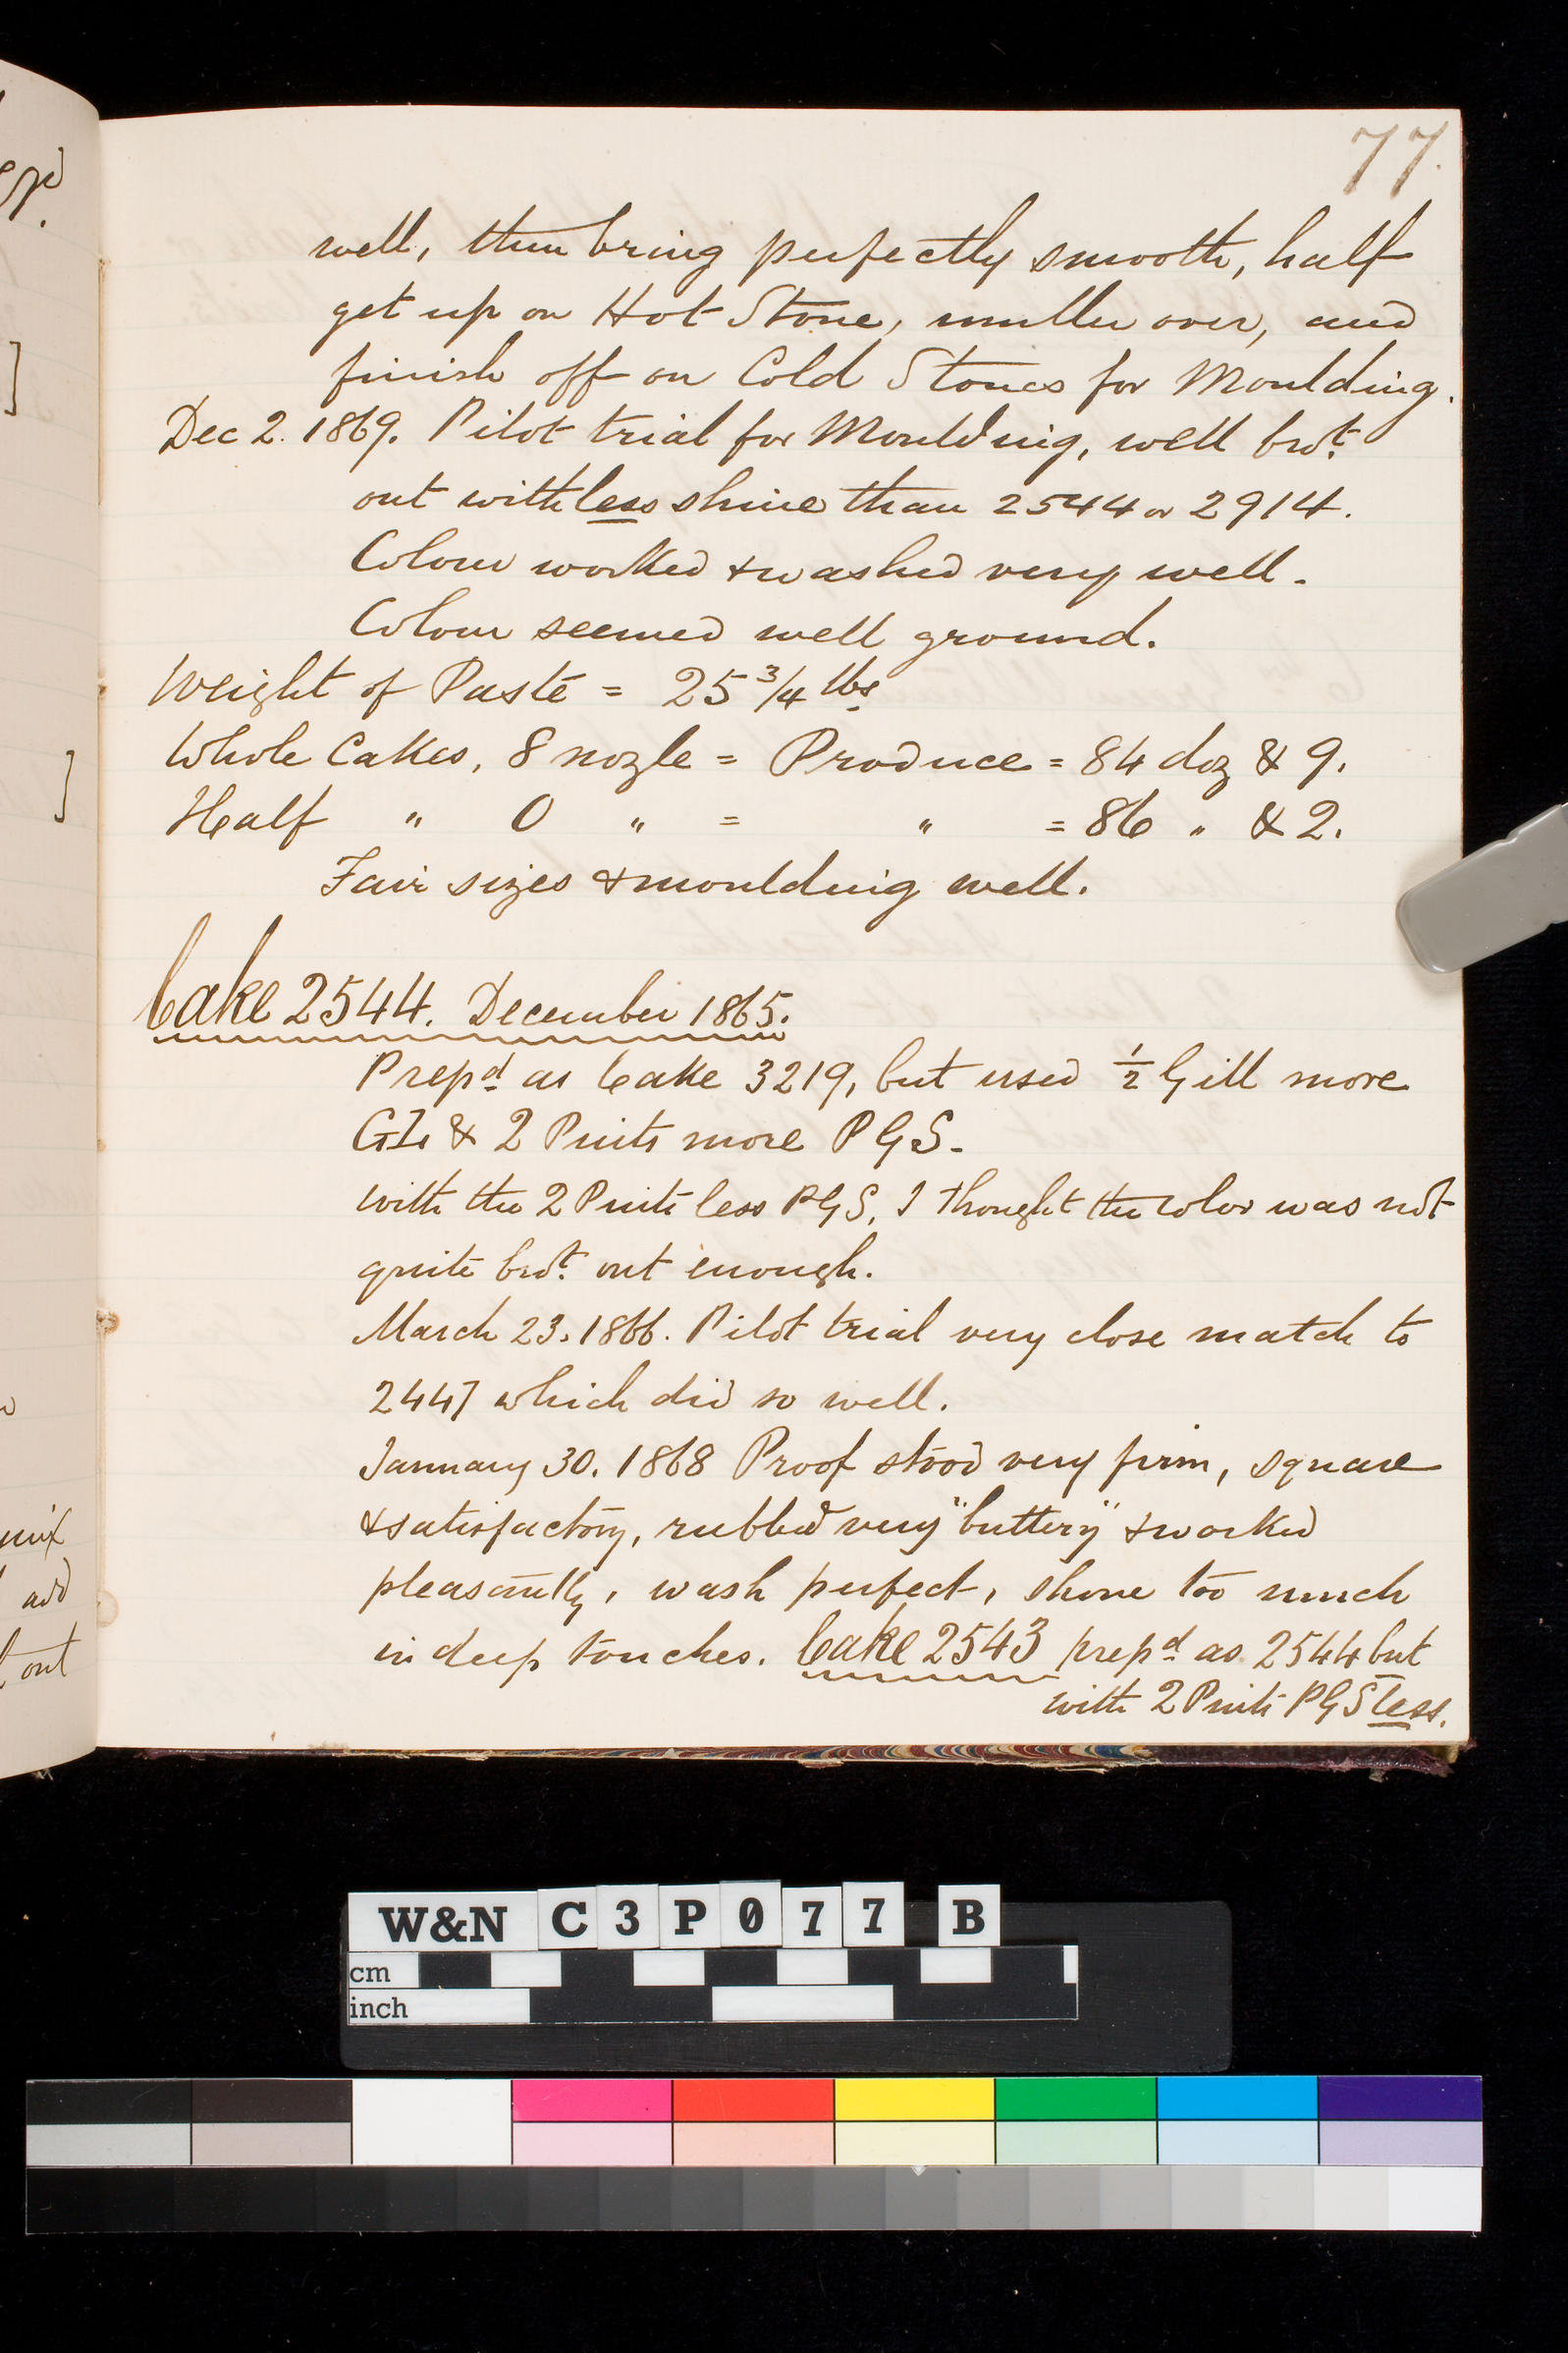 77.
well, then bring perfectly smooth, half
get up on Hot Stone, muller over, and
finish off on Cold Stones for Moulding.
Dec 2. 1869. Pilot trial for Moulding, well brot.
out with less shine than 2544 or 2914.
Colour worked & washed very well.
Colour seemed well ground.
Weight of Paste = 25 3/4 lbs
Whole Cakes, 8 nozle = Produce = 84 doz & 9.
Half " 0 " = " = 86 " & 2.
Fair sizes & moulding well.
Cake 2544. December 1865.
Prepd as Cake 3219, but used 1/2 Gill more
GL & 2 Pints more PGS.
with the 2 Pints less PGS, I thought the color was not
quite brot. out enough.
March 23. 1866. Pilot trial very close match to
2447 which did so well.
January 30. 1868 Proof stood very firm, square
& satisfactory, rubbed very "buttery" & worked
pleasantly, wash perfect, shone too much
in deep touches. Cake 2543 prepd as 2544 but
with 2 Pints PGS less.
mix
add
out
W&N C3P077 B
cm
inch